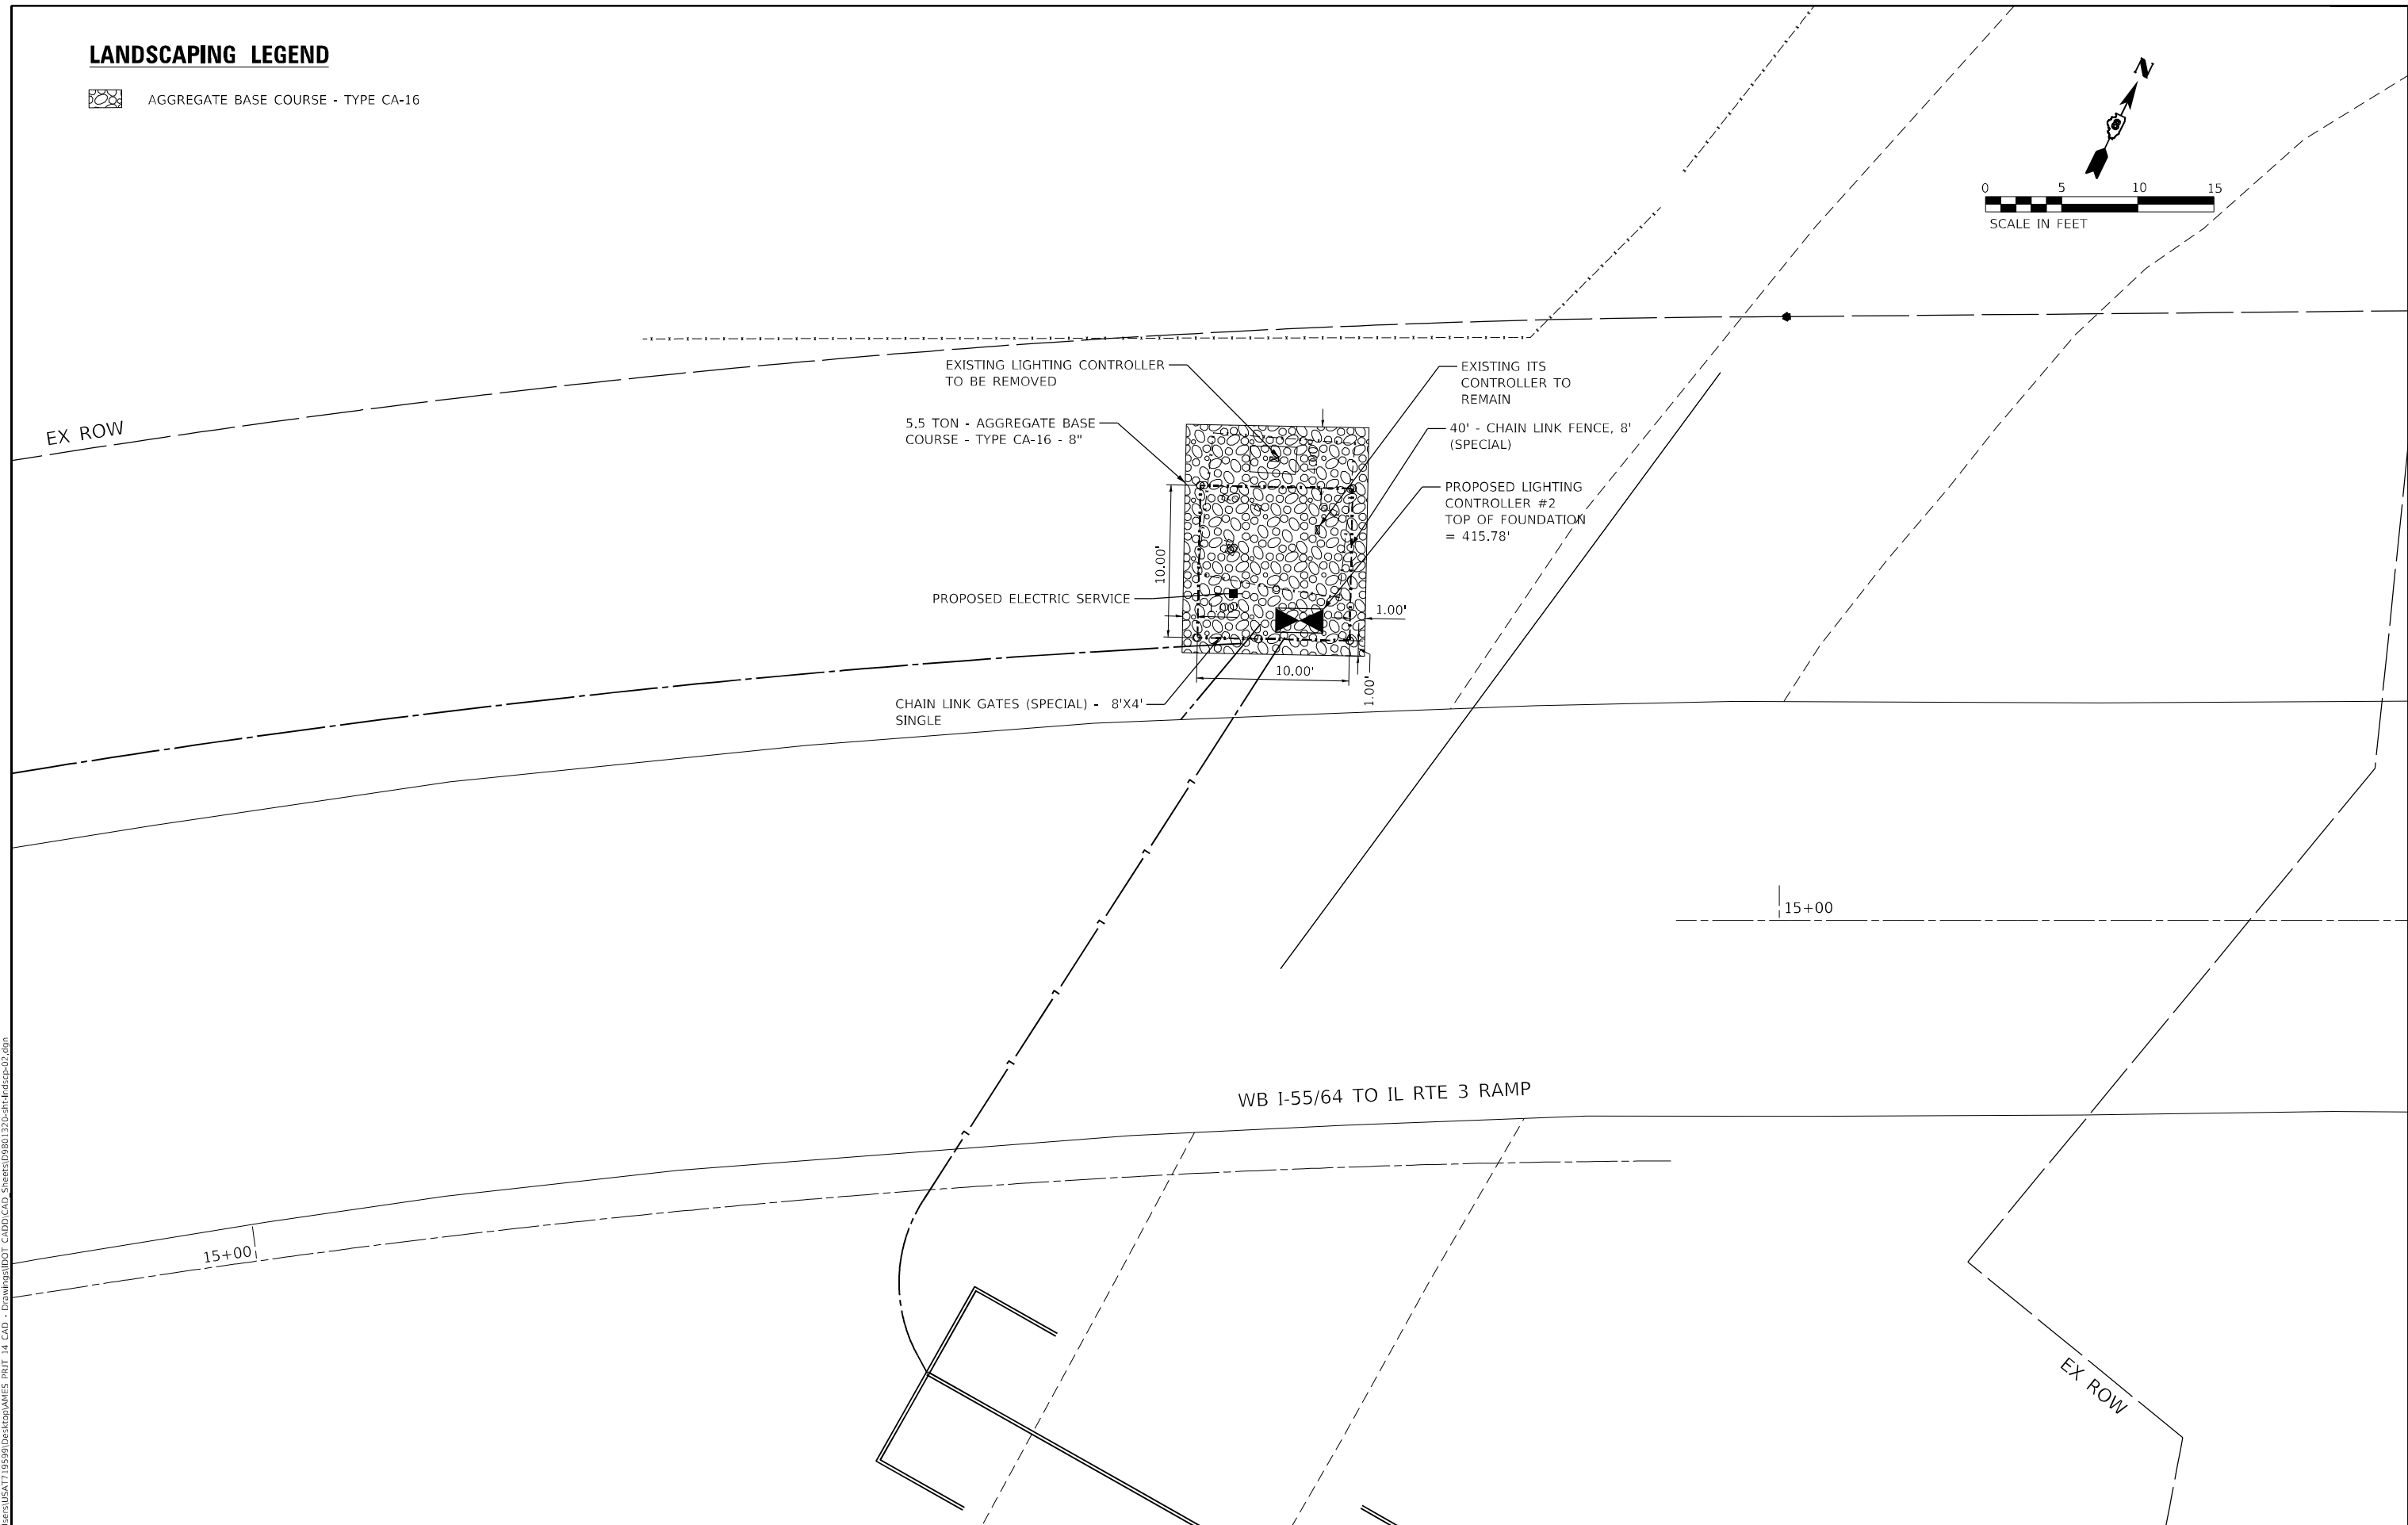 LANDSCAPING LEGEND
AGGREGATE BASE COURSE - TYPE CA-16
N
0 5 10 15
SCALE IN FEET
EX ROW
EXISTING LIGHTING CONTROLLER
TO BE REMOVED
5.5 TON - AGGREGATE BASE
COURSE - TYPE CA-16 - 8"
EXISTING ITS
CONTROLLER TO
REMAIN
40' - CHAIN LINK FENCE, 8'
(SPECIAL)
PROPOSED LIGHTING
CONTROLLER #2
TOP OF FOUNDATION
= 415.78'
10.00'
PROPOSED ELECTRIC SERVICE
1.00'
10.00'
1.00'
CHAIN LINK GATES (SPECIAL) - 8'X4'
SINGLE
15+00
WB I-55/64 TO IL RTE 3 RAMP
15+00
EX ROW